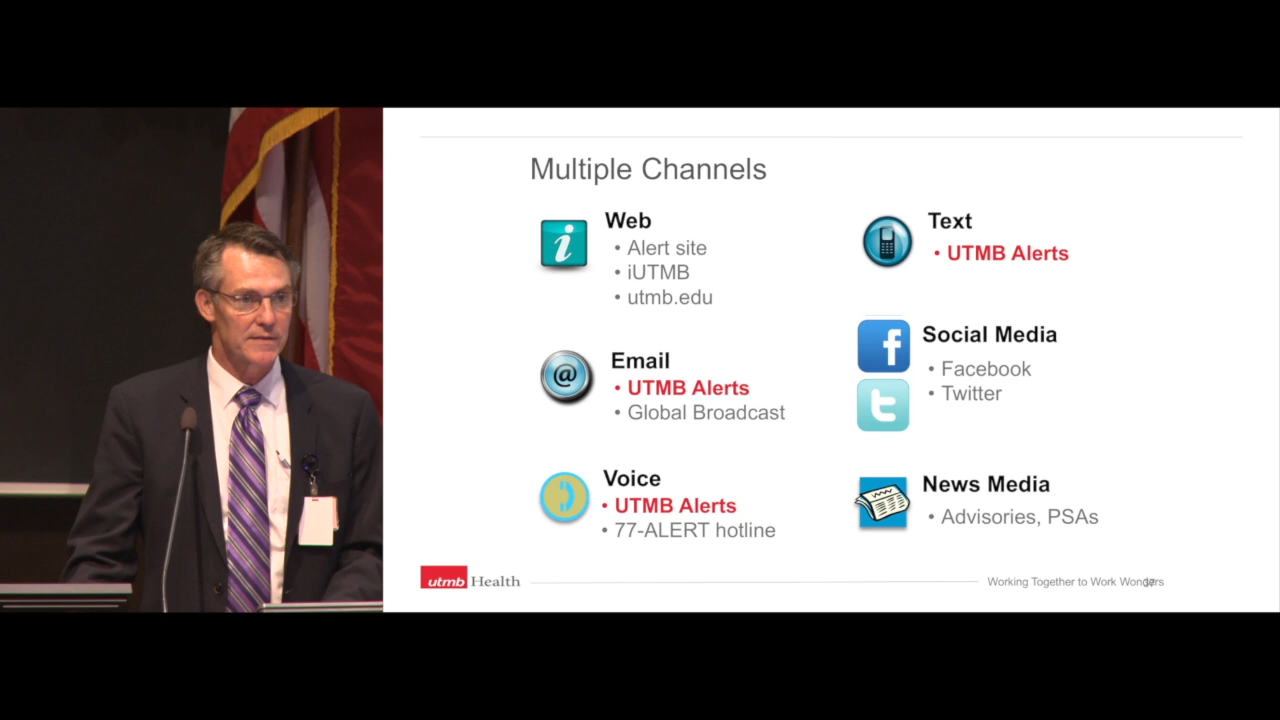 Multiple Channels
Web
• Alert site
• iUTMB
• utmb.edu
Email
• UTMB Alerts
• Global Broadcast
Voice
• UTMB Alerts
• 77-ALERT hotline
Text
• UTMB Alerts
Social Media
• Facebook
• Twitter
News Media
• Advisories, PSAs
utmb Health
Working Together to Work Wonders
37